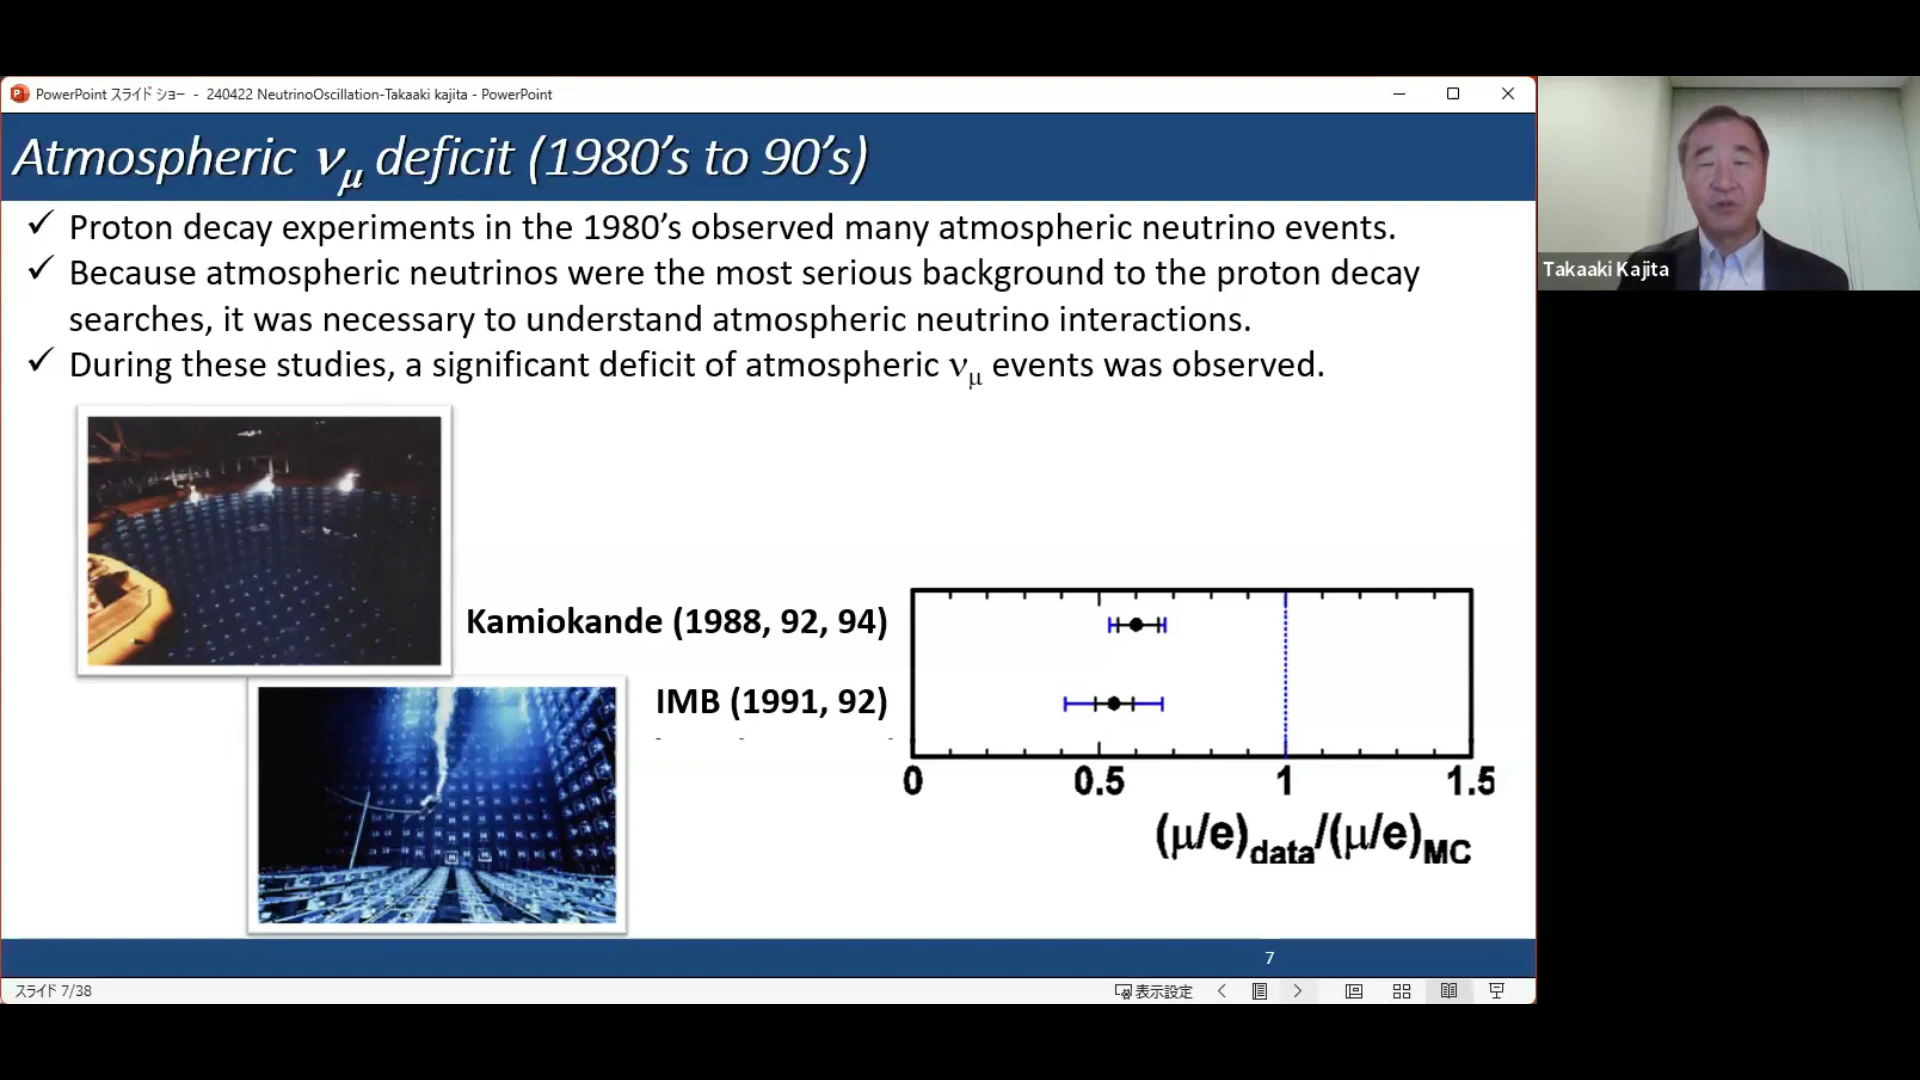 PowerPoint スライド ショー - 240422 NeutrinoOscillation-Takaaki kajita - PowerPoint
Atmospheric νμ deficit (1980’s to 90’s)
✓ Proton decay experiments in the 1980’s observed many atmospheric neutrino events.
✓ Because atmospheric neutrinos were the most serious background to the proton decay
searches, it was necessary to understand atmospheric neutrino interactions.
✓ During these studies, a significant deficit of atmospheric νμ events was observed.
Kamiokande (1988, 92, 94)
IMB (1991, 92)
0 0.5 1 1.5
(μ/e)data/(μ/e)MC
7
スライド 7/38
表示設定
Takaaki Kajita